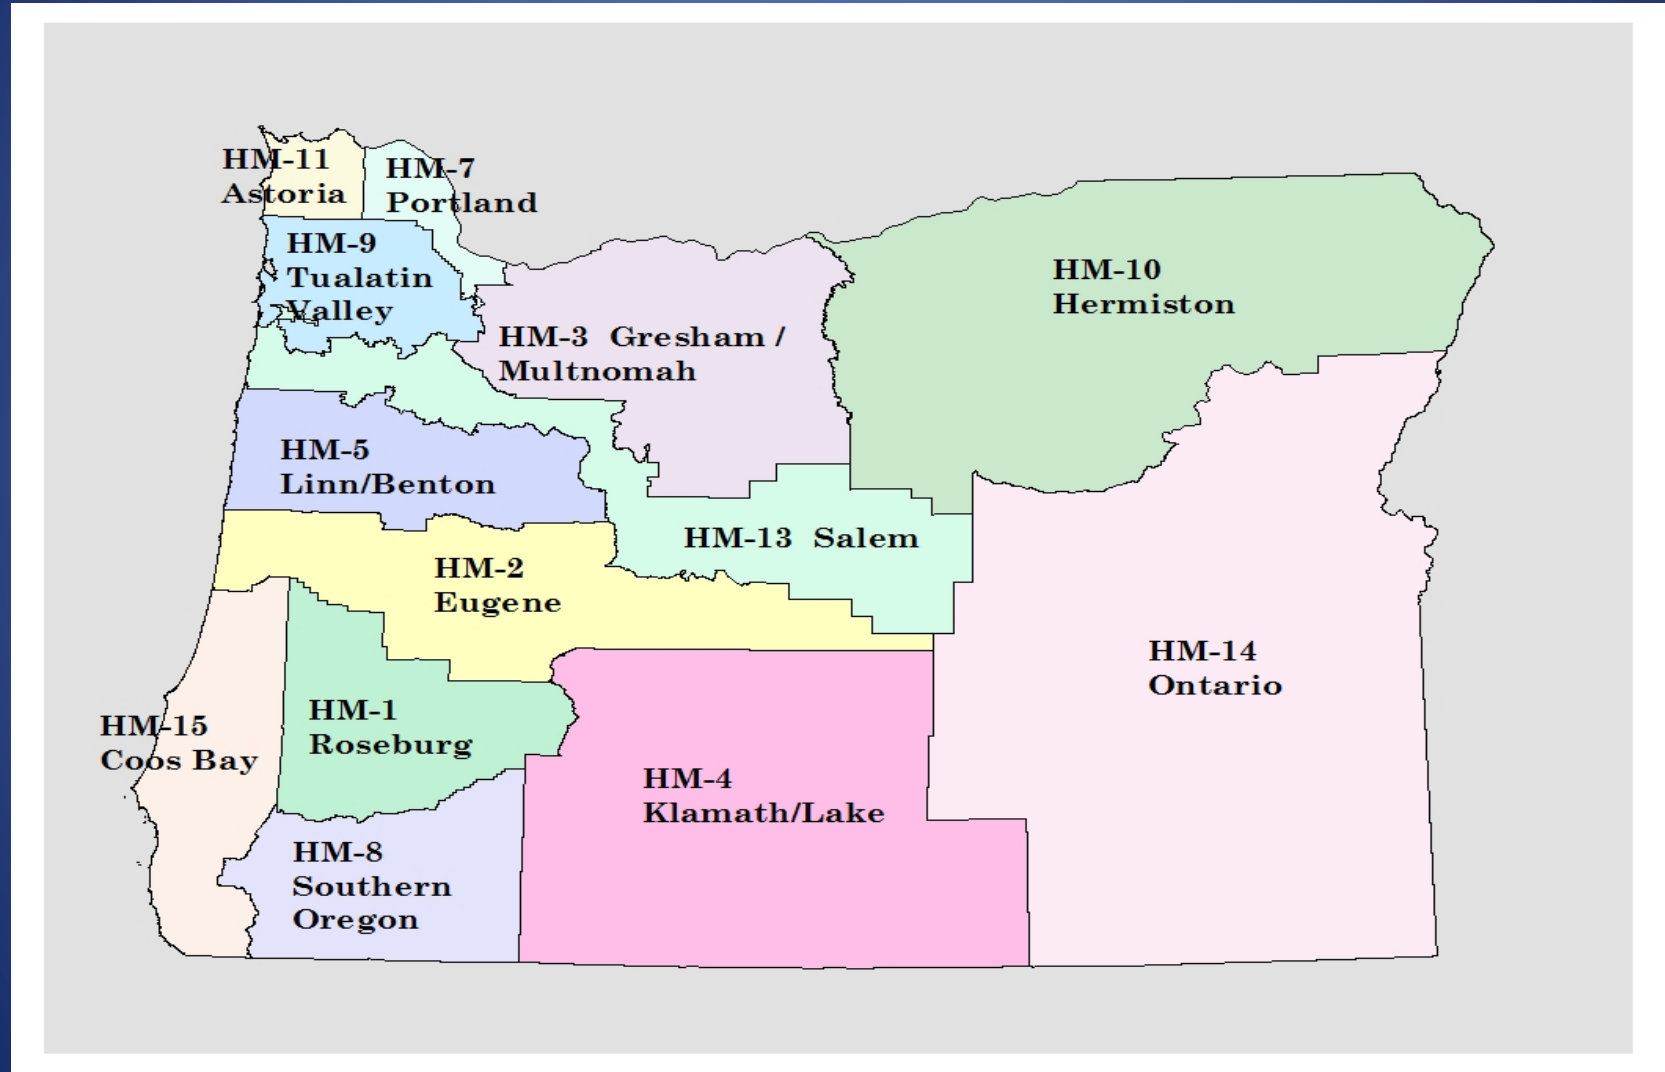 HM-11
Astoria
HM-7
Portland
HM-9
Tualatin
Valley
HM-3 Gresham /
Multnomah
HM-10
Hermiston
HM-5
Linn/Benton
HM-13 Salem
HM-2
Eugene
HM-14
Ontario
HM-15
Coos Bay
HM-1
Roseburg
HM-4
Klamath/Lake
HM-8
Southern
Oregon